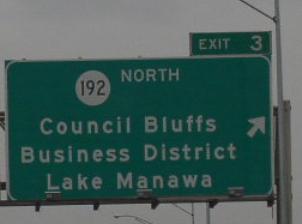 EXIT 3
192 NORTH
Council Bluffs
Business District
Lake Manawa